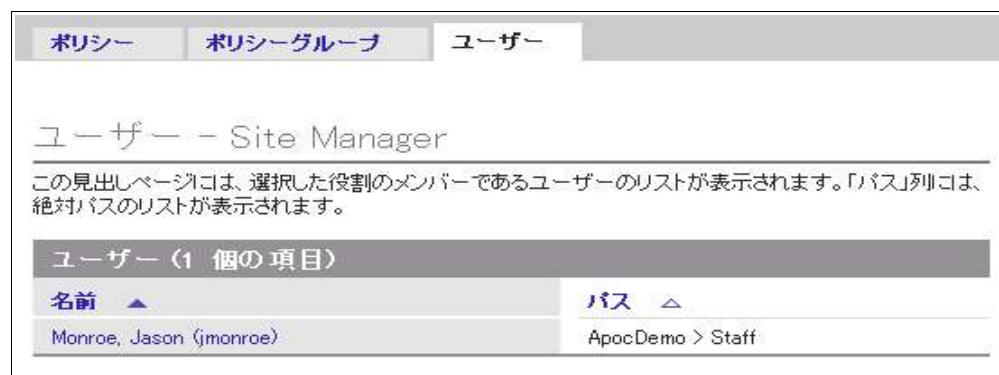 ポリシー ポリシーグループ ユーザー
ユーザー - Site Manager
この見出しページには、選択した役割のメンバーであるユーザーのリストが表示されます。「パス」列には、
絶対パスのリストが表示されます。
ユーザー (1 個の項目)
名前 ▲ パス △
Monroe, Jason (jmonroe) ApocDemo > Staff